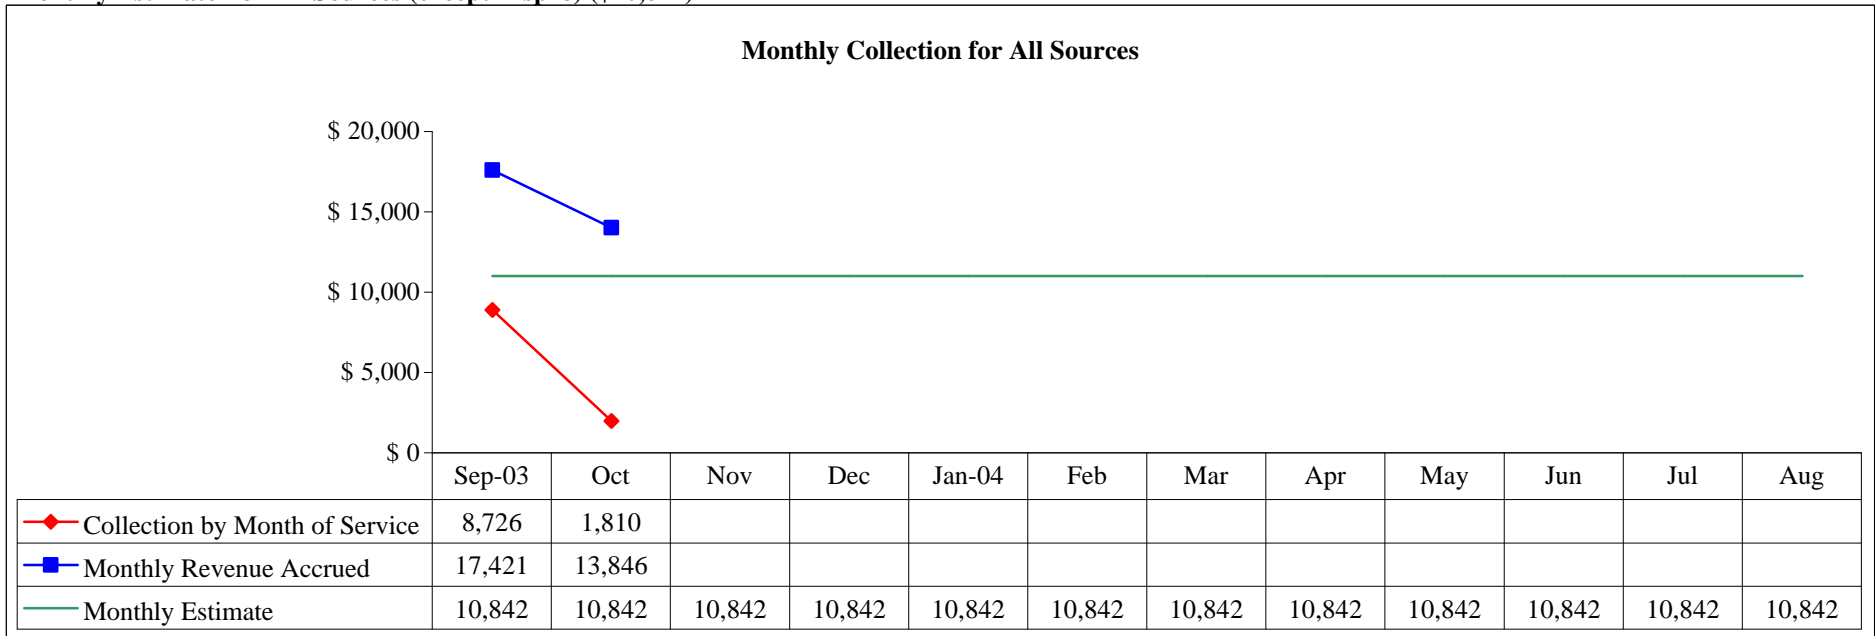 Monthly Collection for All Sources
$ 20,000
$ 15,000
$ 10,000
$ 5,000
$ 0
Sep-03 Oct Nov Dec Jan-04 Feb Mar Apr May Jun Jul Aug
Collection by Month of Service 8,726 1,810
Monthly Revenue Accrued 17,421 13,846
Monthly Estimate 10,842 10,842 10,842 10,842 10,842 10,842 10,842 10,842 10,842 10,842 10,842 10,842